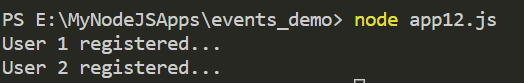 PS E:\MyNodeJSApps\events_demo> node app12.js
User 1 registered...
User 2 registered...